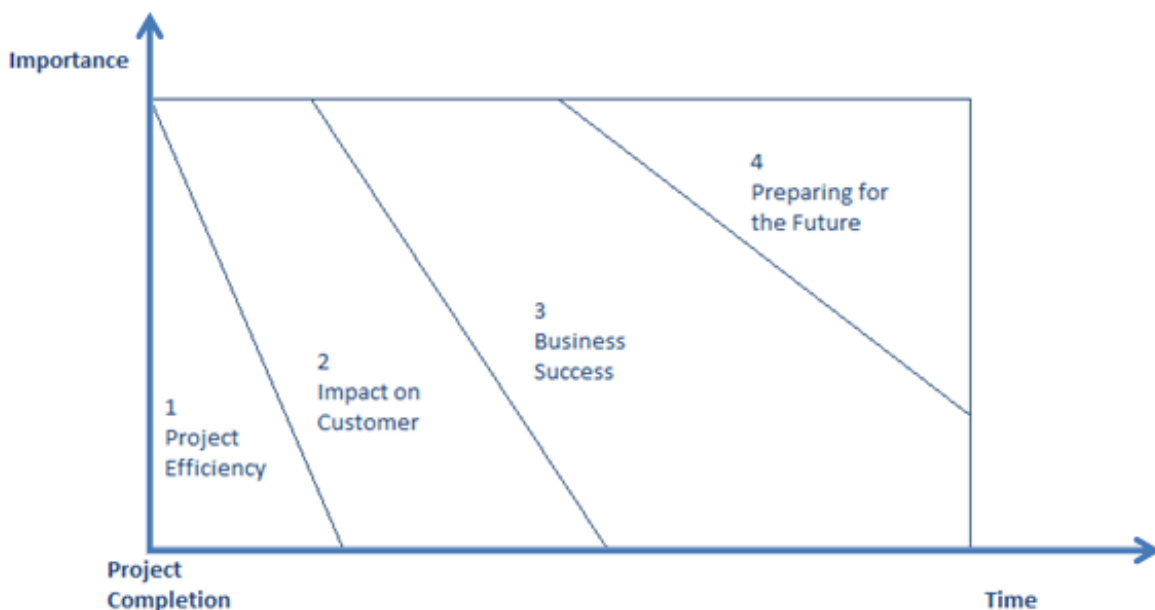 Importance
4
Preparing for
the Future
3
Business
Success
2
Impact on
Customer
1
Project
Efficiency
Project
Completion
Time